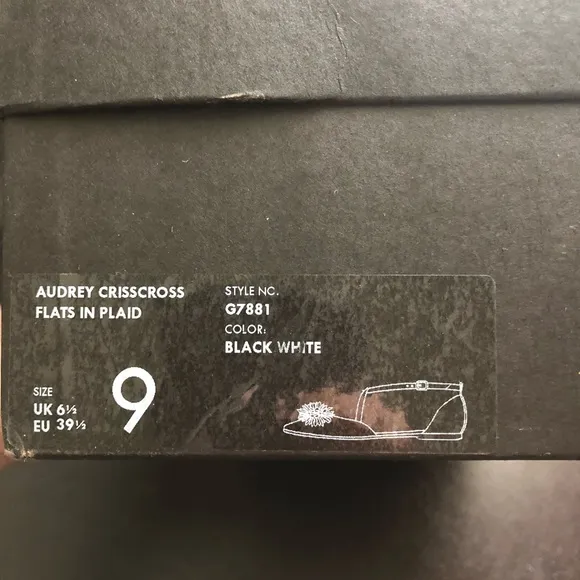 AUDREY CRISSCROSS
FLATS IN PLAID
STYLE NO.
G7881
COLOR:
BLACK WHITE
SIZE
9
UK 6½
EU 39½